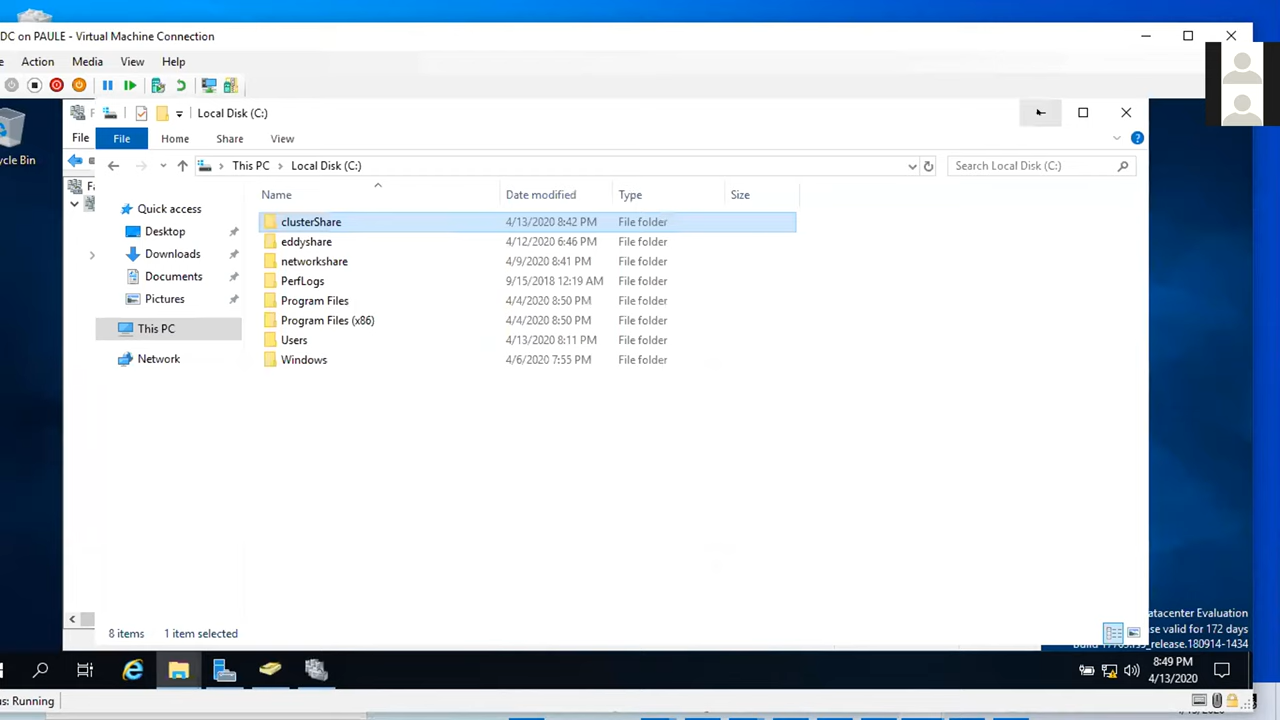 DC on PAULE - Virtual Machine Connection
Action Media View Help
Local Disk (C:)
File File Home Share View
This PC Local Disk (C:) Search Local Disk (C:)
Name Date modified Type Size
Quick access
Desktop
Downloads
Documents
Pictures
This PC
Network
clusterShare 4/13/2020 8:42 PM File folder
eddyshare 4/12/2020 6:46 PM File folder
networkshare 4/9/2020 8:41 PM File folder
PerfLogs 9/15/2018 12:19 AM File folder
Program Files 4/4/2020 8:50 PM File folder
Program Files (x86) 4/4/2020 8:50 PM File folder
Users 4/13/2020 8:11 PM File folder
Windows 4/6/2020 7:55 PM File folder
ycle Bin
8 items 1 item selected
atacenter Evaluation
se valid for 172 days
_release.180914-1434
8:49 PM
4/13/2020
us: Running